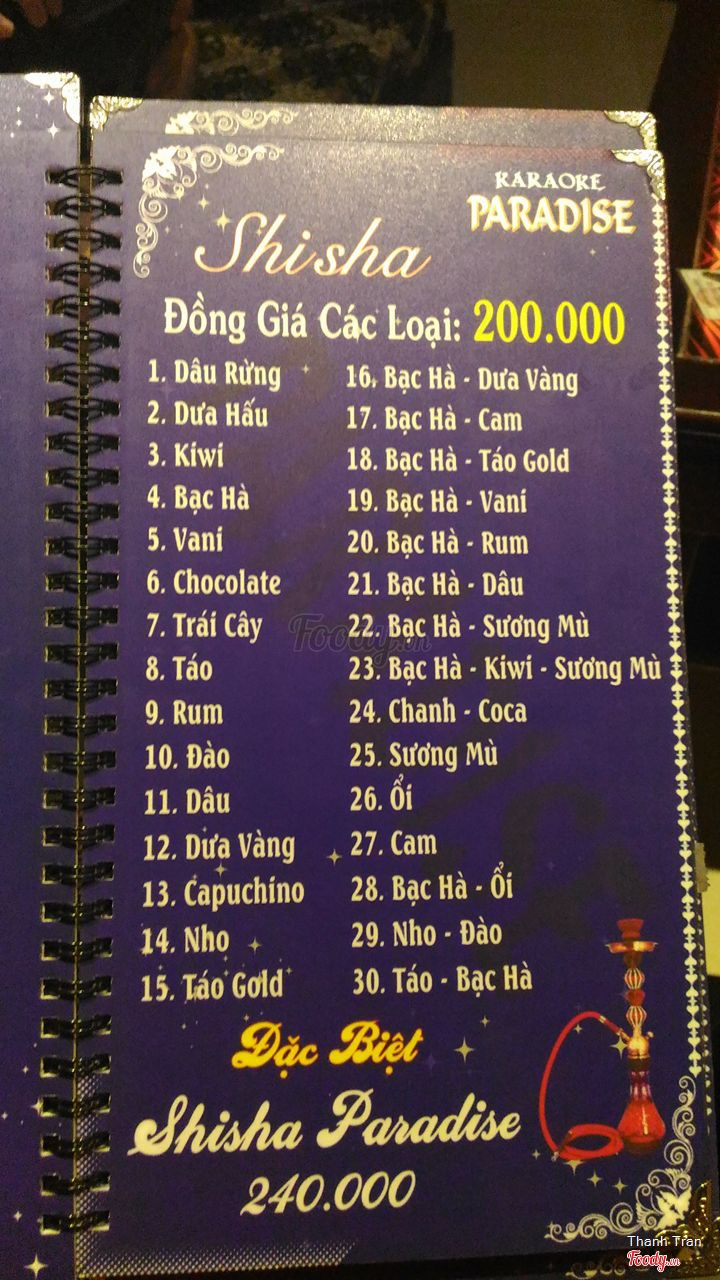 KARAOKE
PARADISE
Shisha
Đồng Giá Các Loại: 200.000
1. Dâu Rừng
2. Dưa Hấu
3. Kiwi
4. Bạc Hà
5. Vani
6. Chocolate
7. Trái Cây
8. Táo
9. Rum
10. Đào
11. Dâu
12. Dưa Vàng
13. Capuchino
14. Nho
15. Táo Gold
16. Bạc Hà - Dưa Vàng
17. Bạc Hà - Cam
18. Bạc Hà - Táo Gold
19. Bạc Hà - Vani
20. Bạc Hà - Rum
21. Bạc Hà - Dâu
22. Bạc Hà - Sương Mù
23. Bạc Hà - Kiwi - Sương Mù
24. Chanh - Coca
25. Sương Mù
26. Ổi
27. Cam
28. Bạc Hà - Ổi
29. Nho - Đào
30. Táo - Bạc Hà
Foody.vn
Đặc Biệt
Shisha Paradise
240.000
Thanh Tran
Foody.vn